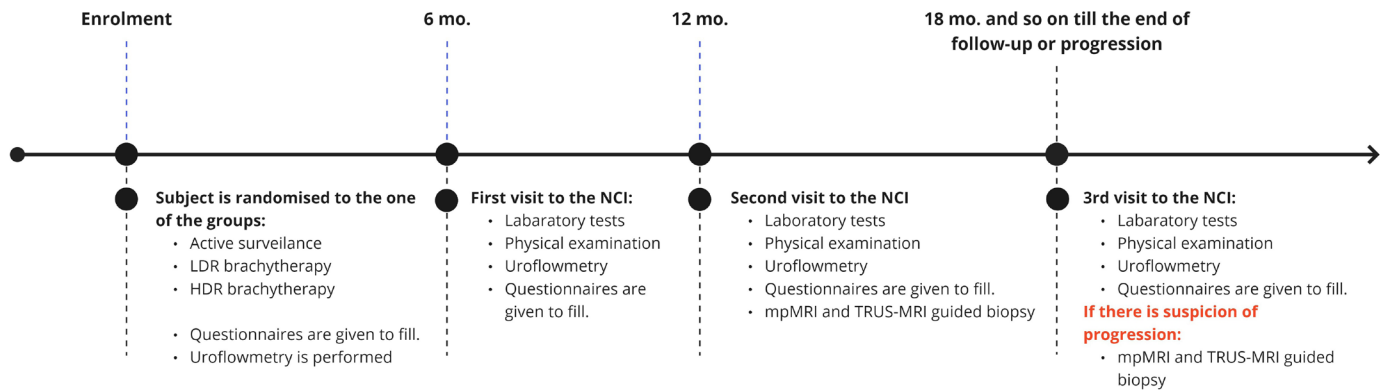 Enrolment
6 mo.
12 mo.
18 mo. and so on till the end of
follow-up or progression
Subject is randomised to the one
of the groups:
• Active surveilance
• LDR brachytherapy
• HDR brachytherapy
• Questionnaires are given to fill.
• Uroflowmetry is performed
First visit to the NCI:
• Labaratory tests
• Physical examination
• Uroflowmetry
• Questionnaires are
given to fill.
Second visit to the NCI
• Laboratory tests
• Physical examination
• Uroflowmetry
• Questionnaires are given to fill.
• mpMRI and TRUS-MRI guided biopsy
3rd visit to the NCI:
• Labaratory tests
• Physical examination
• Uroflowmetry
• Questionnaires are given to fill.
If there is suspicion of
progression:
• mpMRI and TRUS-MRI guided
biopsy